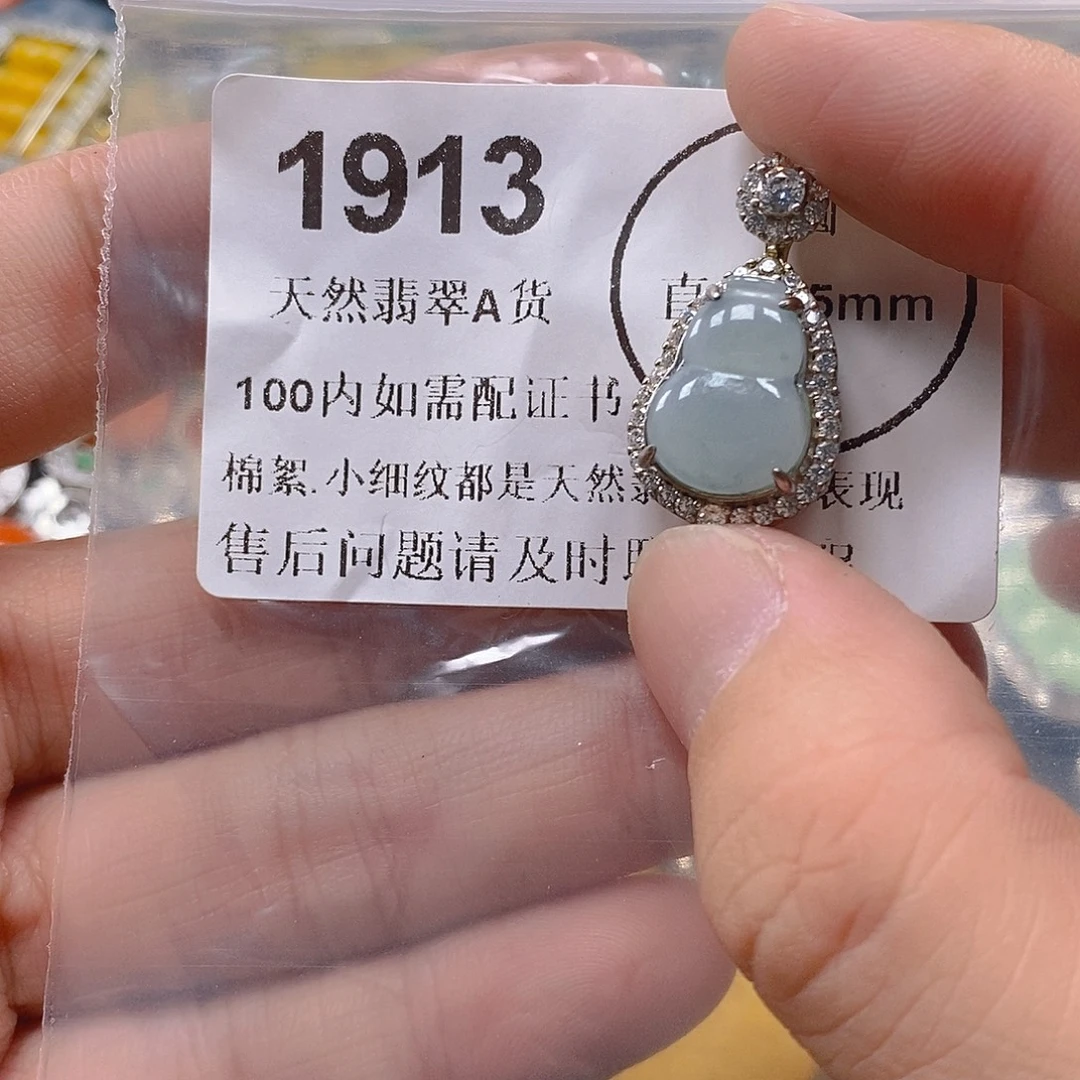 1913
天然翡翠A货
直 5mm
100内如需配证书
棉絮.小细纹都是天然 表现
售后问题请及时